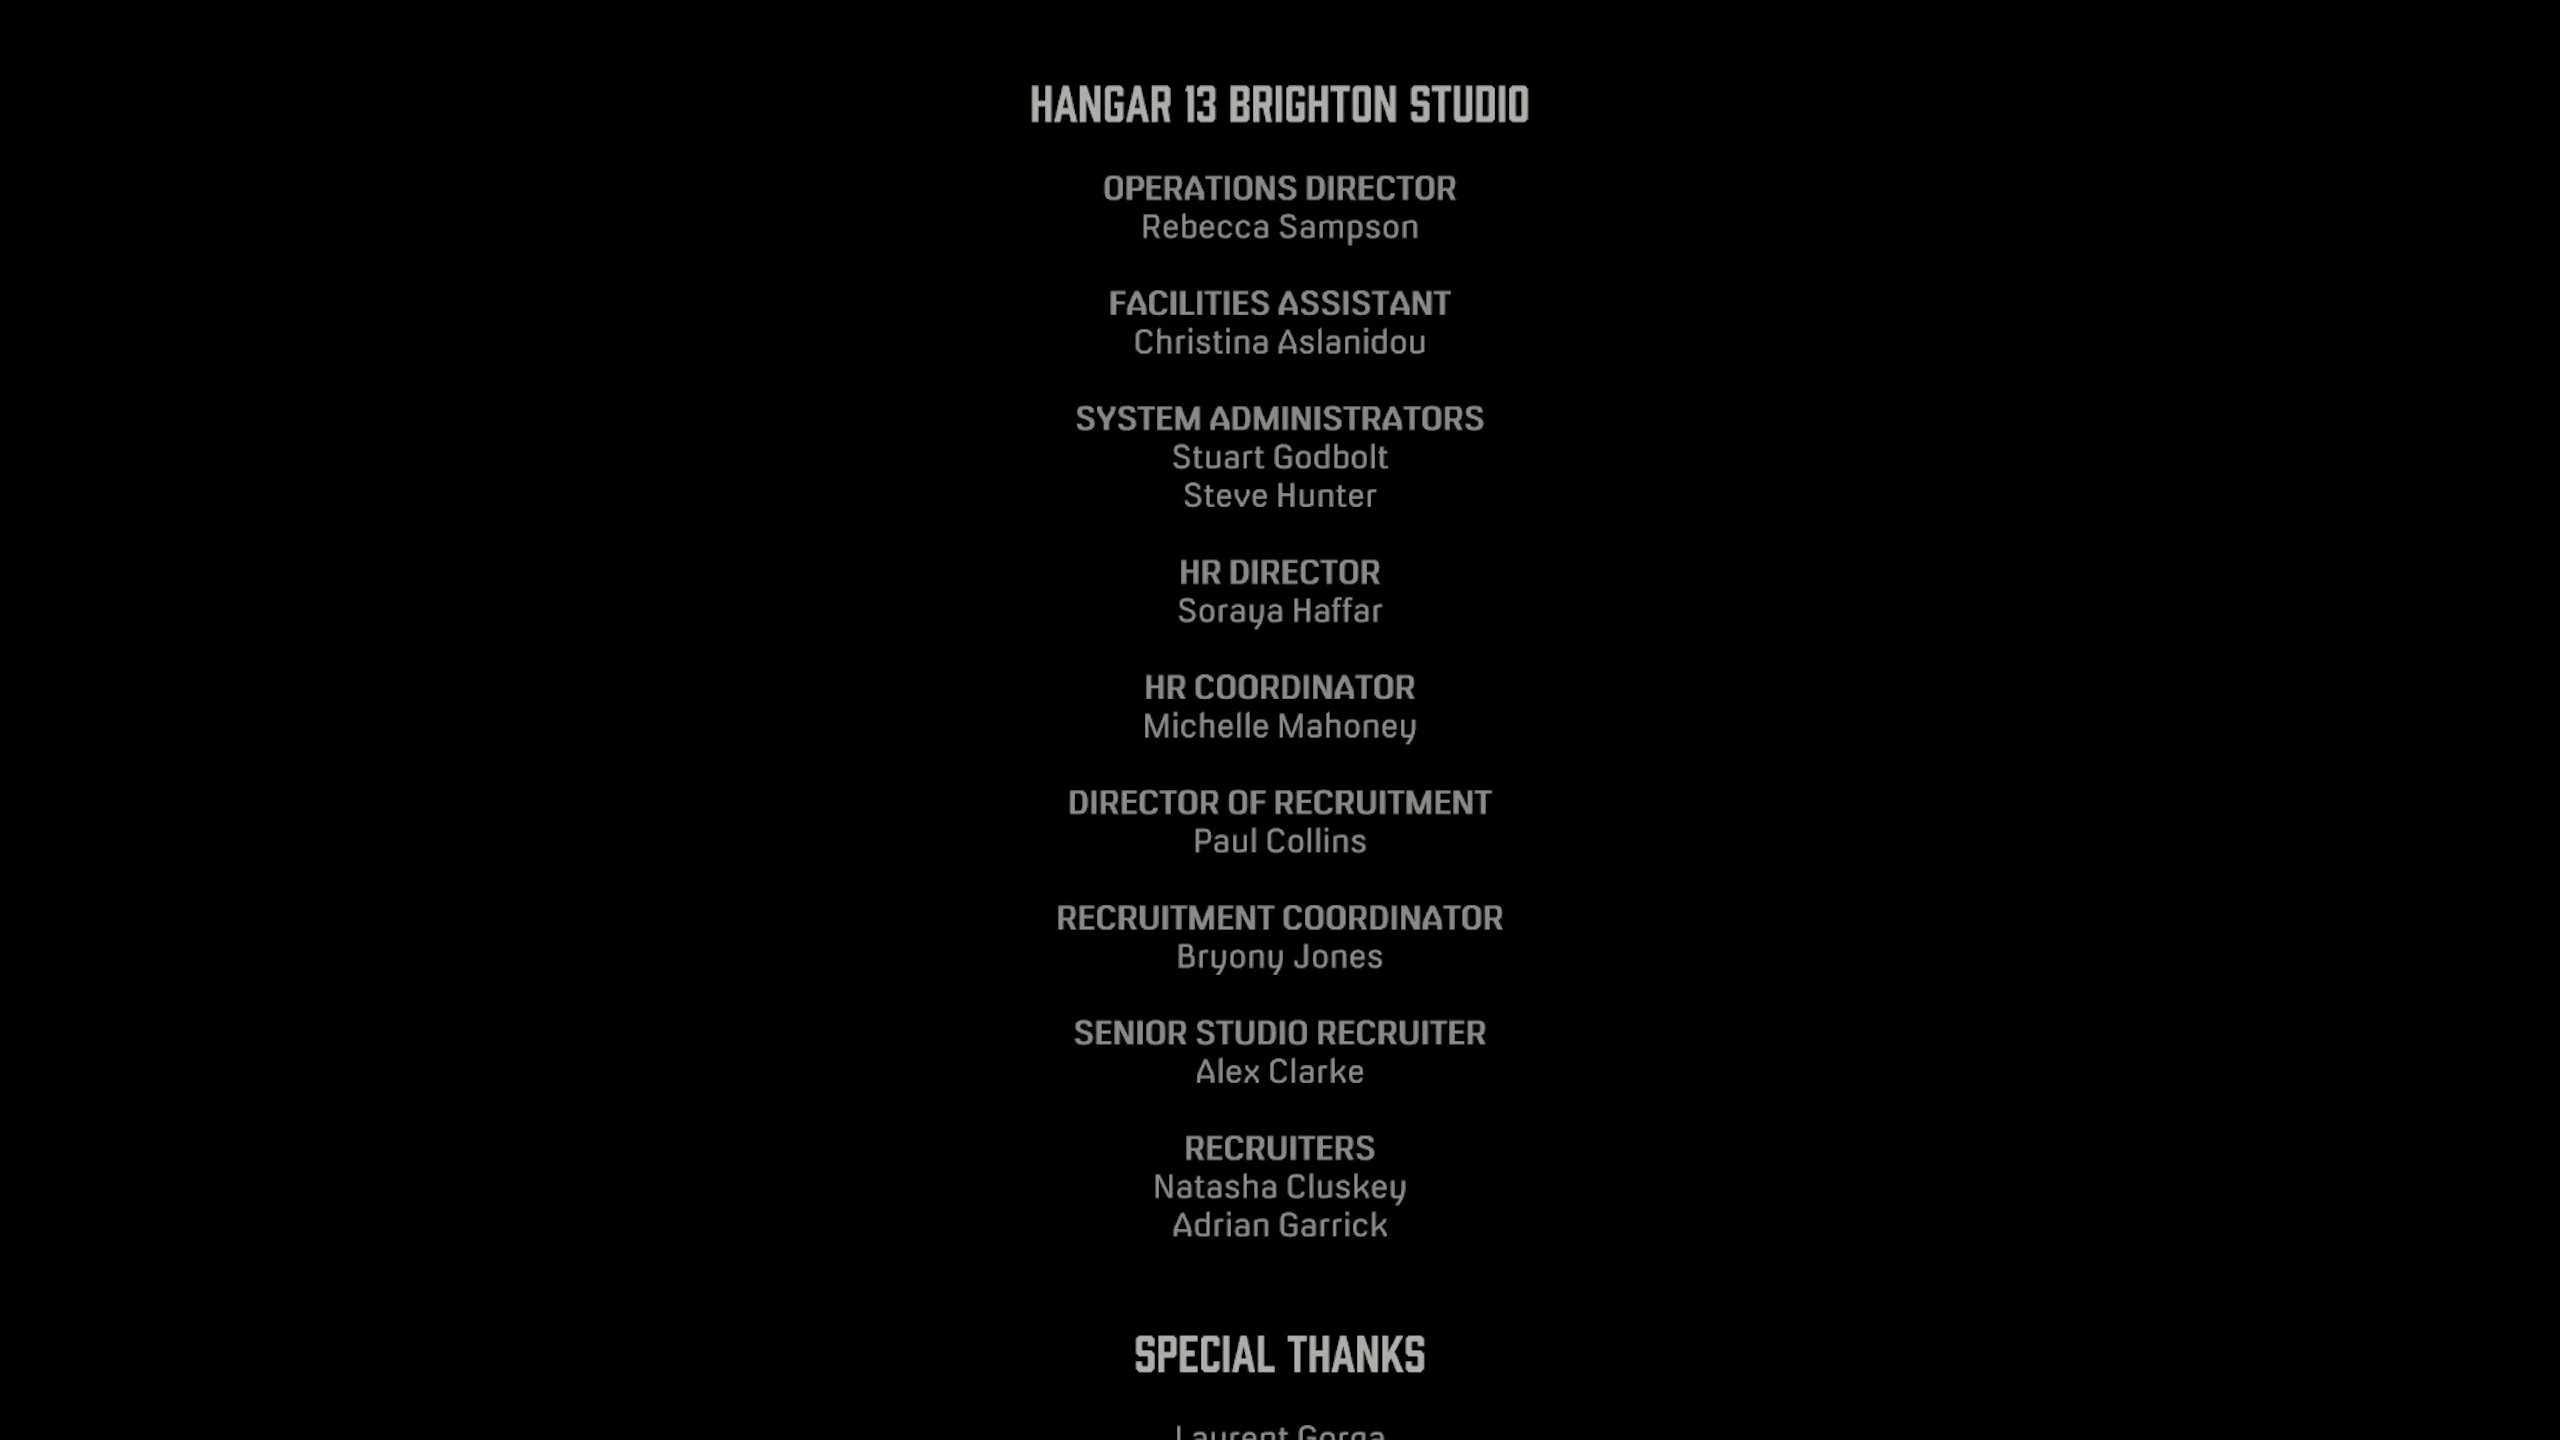 HANGAR 13 BRIGHTON STUDIO
OPERATIONS DIRECTOR
Rebecca Sampson
FACILITIES ASSISTANT
Christina Aslanidou
SYSTEM ADMINISTRATORS
Stuart Godbolt
Steve Hunter
HR DIRECTOR
Soraya Haffar
HR COORDINATOR
Michelle Mahoney
DIRECTOR OF RECRUITMENT
Paul Collins
RECRUITMENT COORDINATOR
Bryony Jones
SENIOR STUDIO RECRUITER
Alex Clarke
RECRUITERS
Natasha Cluskey
Adrian Garrick
SPECIAL THANKS
Laurent Gorga